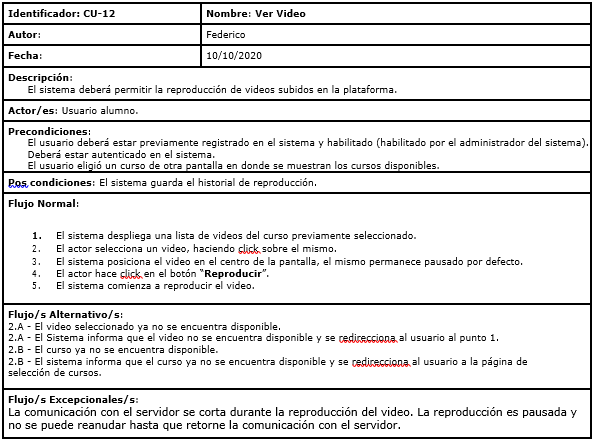 Identificador: CU-12 Nombre: Ver Video
Autor: Federico
Fecha: 10/10/2020
Descripción:
El sistema deberá permitir la reproducción de videos subidos en la plataforma.
Actor/es: Usuario alumno.
Precondiciones:
El usuario deberá estar previamente registrado en el sistema y habilitado (habilitado por el administrador del sistema).
Deberá estar autenticado en el sistema.
El usuario eligió un curso de otra pantalla en donde se muestran los cursos disponibles.
Pos condiciones: El sistema guarda el historial de reproducción.
Flujo Normal:
1. El sistema despliega una lista de videos del curso previamente seleccionado.
2. El actor selecciona un video, haciendo click sobre el mismo.
3. El sistema posiciona el video en el centro de la pantalla, el mismo permanece pausado por defecto.
4. El actor hace click en el botón “Reproducir”.
5. El sistema comienza a reproducir el video.
Flujo/s Alternativo/s:
2.A - El video seleccionado ya no se encuentra disponible.
2.A - El Sistema informa que el video no se encuentra disponible y se redirecciona al usuario al punto 1.
2.B - El curso ya no se encuentra disponible.
2.B - El sistema informa que el curso ya no se encuentra disponible y se redirecciona al usuario a la página de
selección de cursos.
Flujo/s Excepcionales/s:
La comunicación con el servidor se corta durante la reproducción del video. La reproducción es pausada y
no se puede reanudar hasta que retorne la comunicación con el servidor.